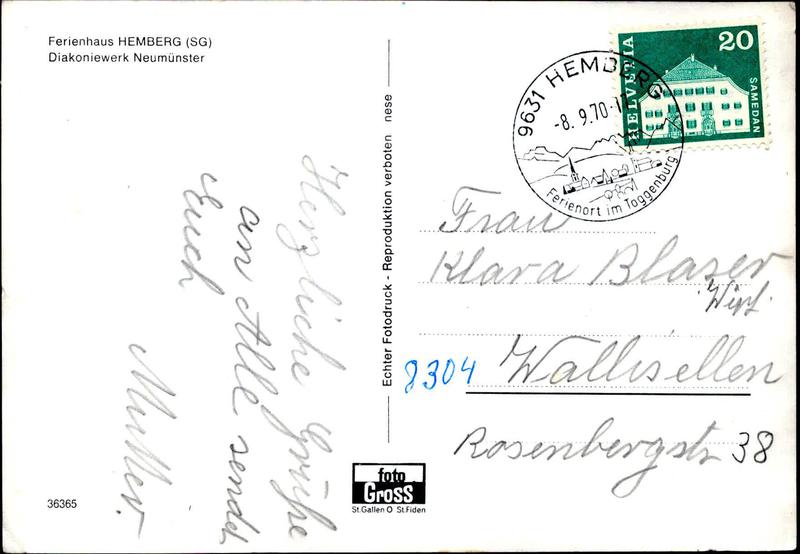 Ferienhaus HEMBERG (SG)
Diakoniewerk Neumünster
Herzliche Grüße
an Alle sendet
Euch
Mutter.
36365
Echter Fotodruck - Reproduktion verboten nese
foto
GROSS
St.Gallen O St.Fiden
9631 HEMBERG
-8. 9.70-17
Ferienort im Toggenburg
HELVETIA
20
SAMEDAN
Frau
Klara Blaser
Wirt.
8304 Wallisellen
Rosenbergstr 38